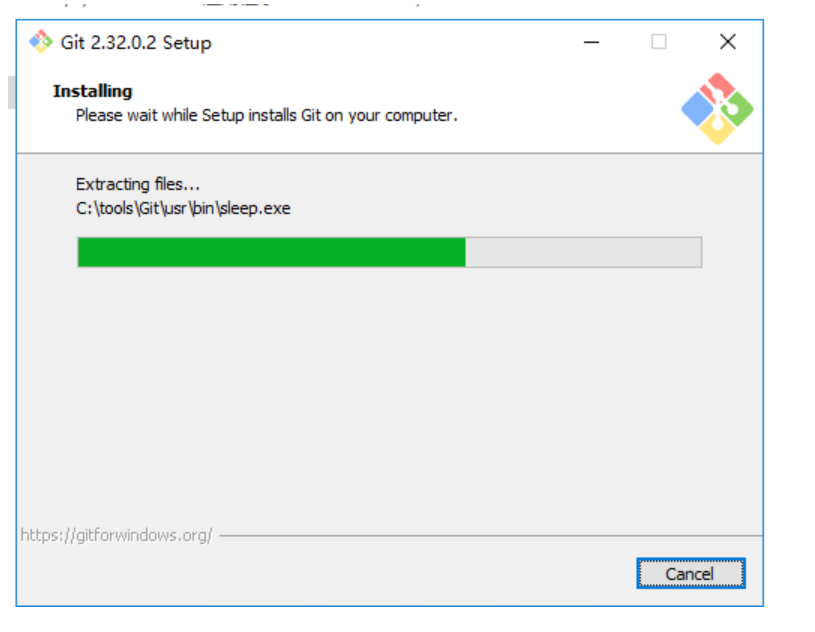 Git 2.32.0.2 Setup
Installing
Please wait while Setup installs Git on your computer.
Extracting files...
C:\tools\Git\usr\bin\sleep.exe
https://gitforwindows.org/
Cancel